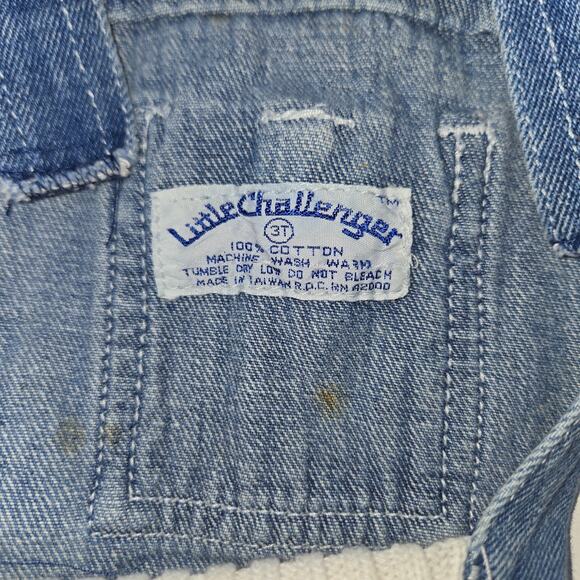 Little Challenger TM
3T
100% COTTON
MACHINE WASH WARM
TUMBLE DRY LOW DO NOT BLEACH
MADE IN TAIWAN R.O.C. RN 42000